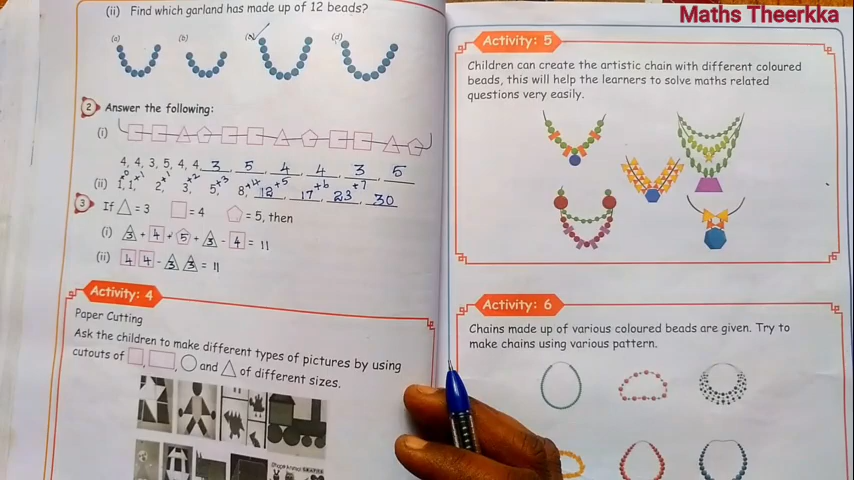 Maths Theerkka
(ii) Find which garland has made up of 12 beads?
(a) (b) (d)
2 Answer the following:
(i)
4, 4, 3, 5, 4, 4, 3, 5, 4, 4, 3, 5
+0 +1 +1 +2 +3 +4 +5 +6 +7
(ii) 1, 1, 2, 3, 5, 8, 12, 17, 23, 30
3 If △ = 3 □ = 4 ⬠ = 5, then
(i) 3 + 4 + 5 + 3 - 4 = 11
(ii) 4 4 - 3 3 = 11
Activity: 4
Paper Cutting
Ask the children to make different types of pictures by using
cutouts of □, ▭, ○ and △ of different sizes.
Activity: 5
Children can create the artistic chain with different coloured
beads, this will help the learners to solve maths related
questions very easily.
Activity: 6
Chains made up of various coloured beads are given. Try to
make chains using various pattern.